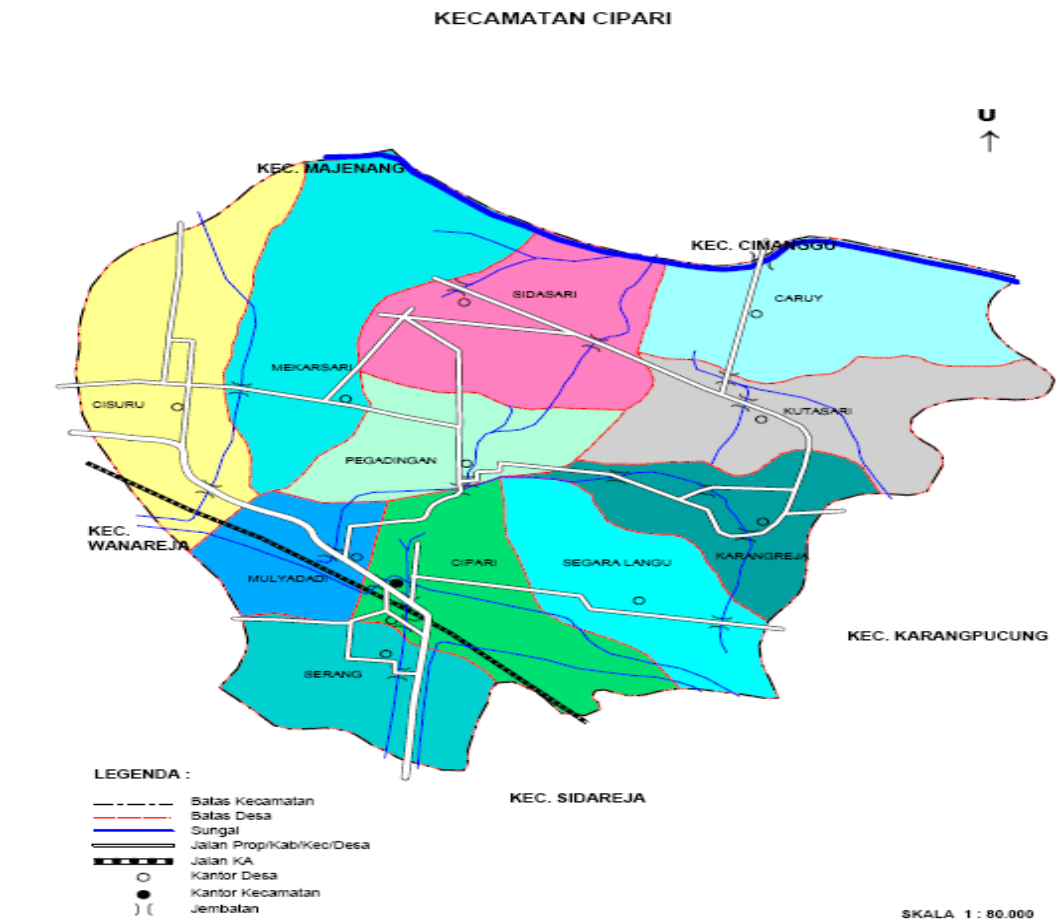 KECAMATAN CIPARI
U
KEC. MAJENANG
KEC. CIMANGGU
SIDASARI
CARUY
MEKARSARI
CISURU
KUTASARI
PEGADINGAN
KEC.
WANAREJA
MULYADADI
CIPARI
SEGARA LANGU
KARANGREJA
KEC. KARANGPUCUNG
SERANG
KEC. SIDAREJA
LEGENDA :
Batas Kecamatan
Batas Desa
Sungai
Jalan Prop/Kab/Kec/Desa
Jalan KA
Kantor Desa
Kantor Kecamatan
Jembatan
SKALA 1 : 80.000